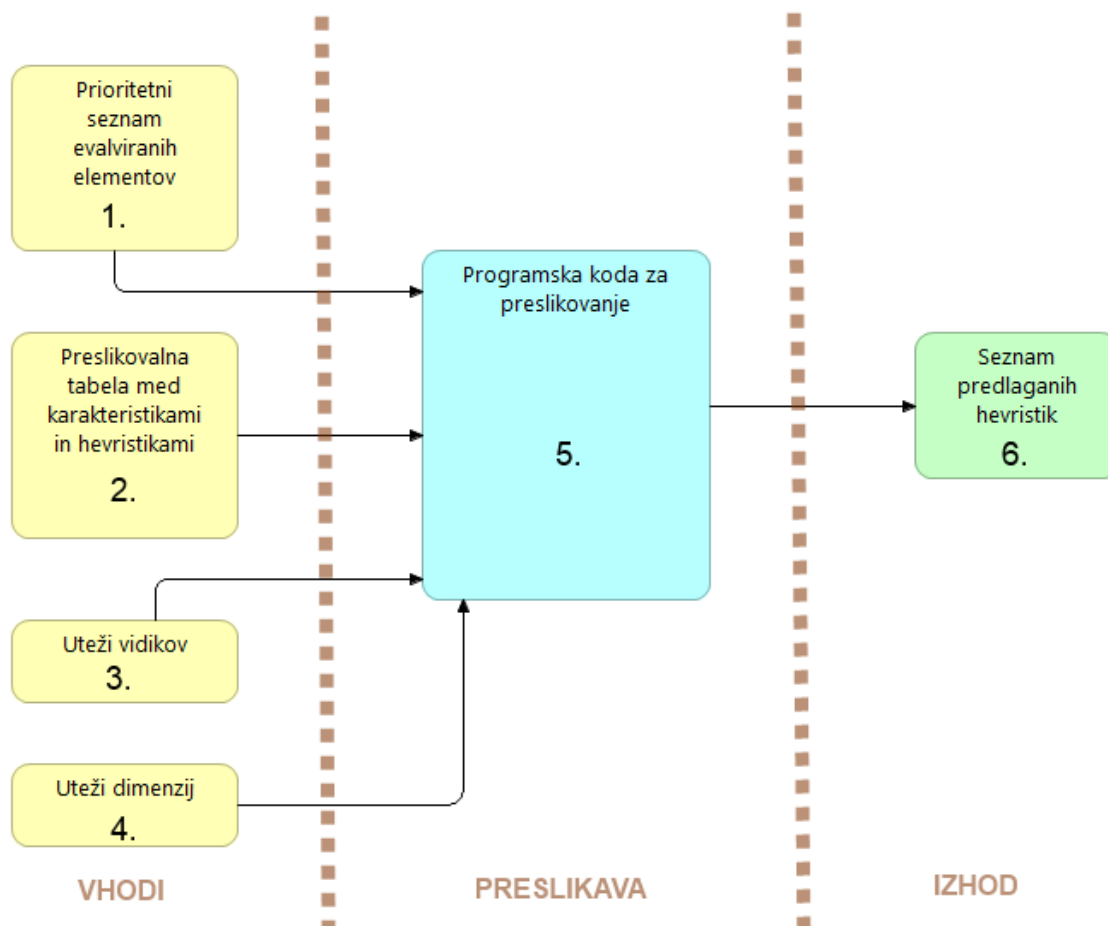 Prioritetni
seznam
evalviranih
elementov
1.
Preslikovalna
tabela med
karakteristikami
in hevristikami
2.
Uteži vidikov
3.
Uteži dimenzij
4.
VHODI
Programska koda za
preslikovanje
5.
PRESLIKAVA
Seznam
predlaganih
hevristik
6.
IZHOD